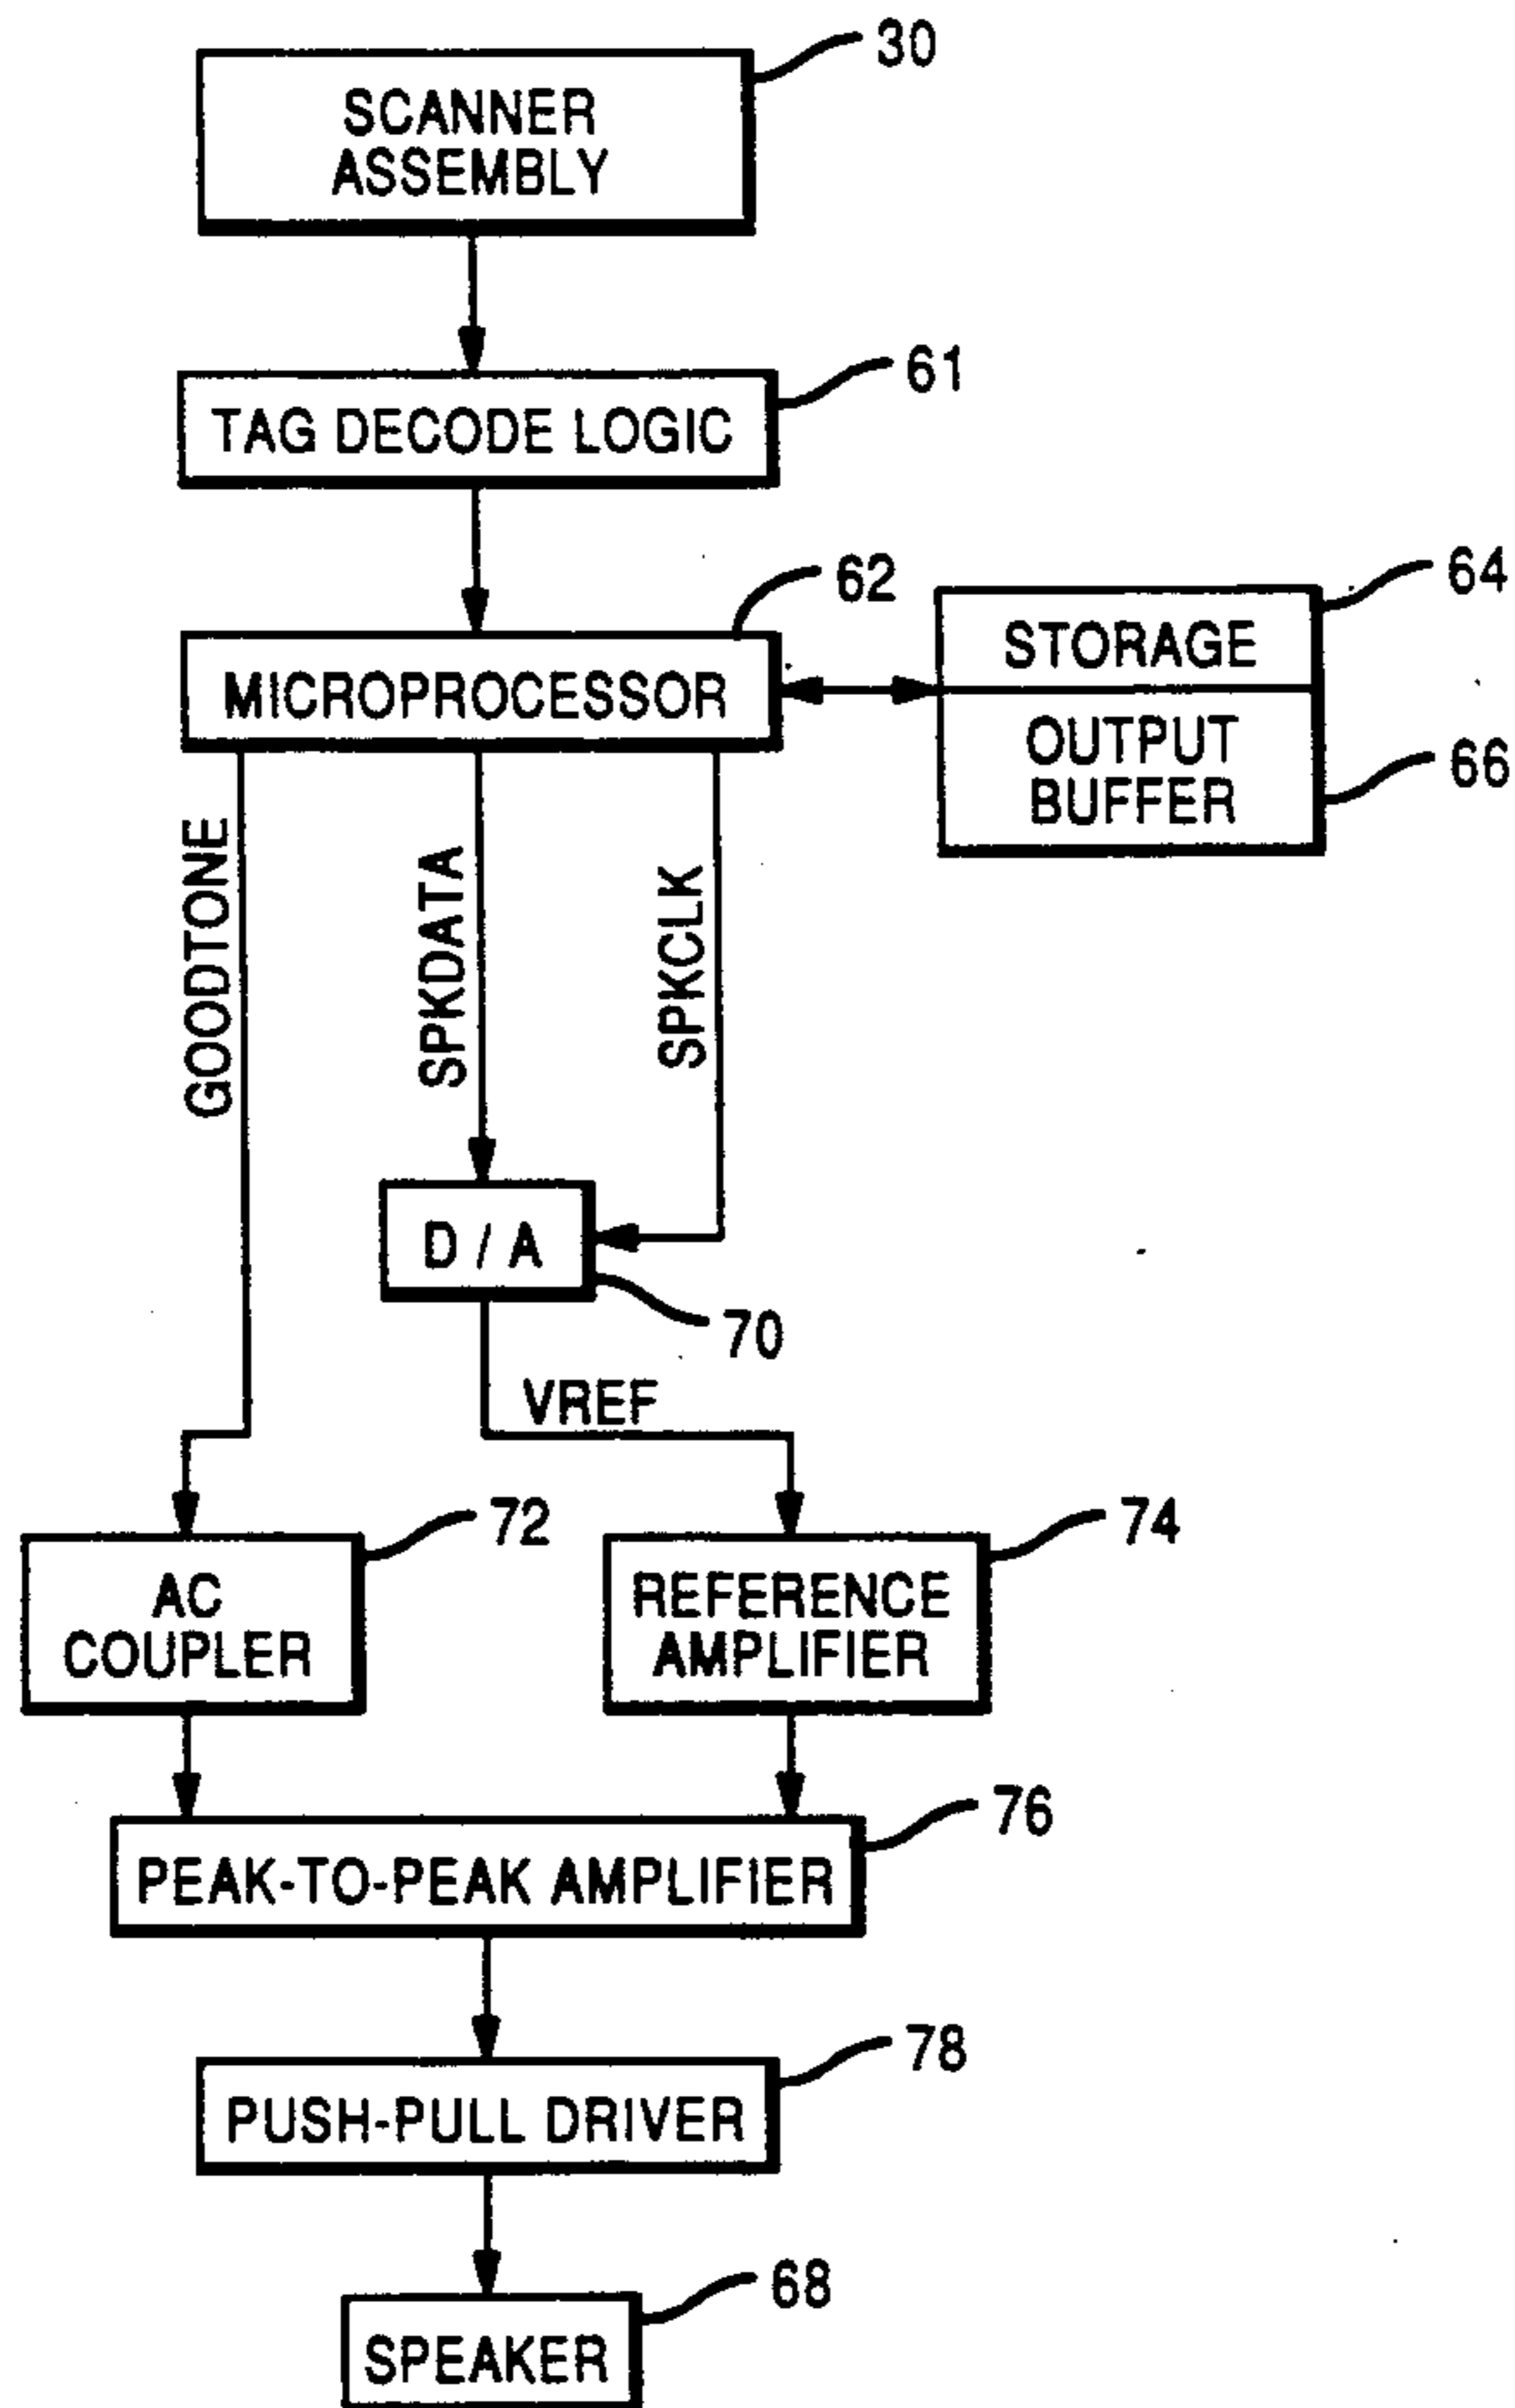 30
SCANNER
ASSEMBLY
61
TAG DECODE LOGIC
62
MICROPROCESSOR
64
STORAGE
OUTPUT
BUFFER
66
GOODTONE
SPKDATA
SPKCLK
D / A
70
VREF
72
AC
COUPLER
74
REFERENCE
AMPLIFIER
76
PEAK-TO-PEAK AMPLIFIER
78
PUSH-PULL DRIVER
68
SPEAKER